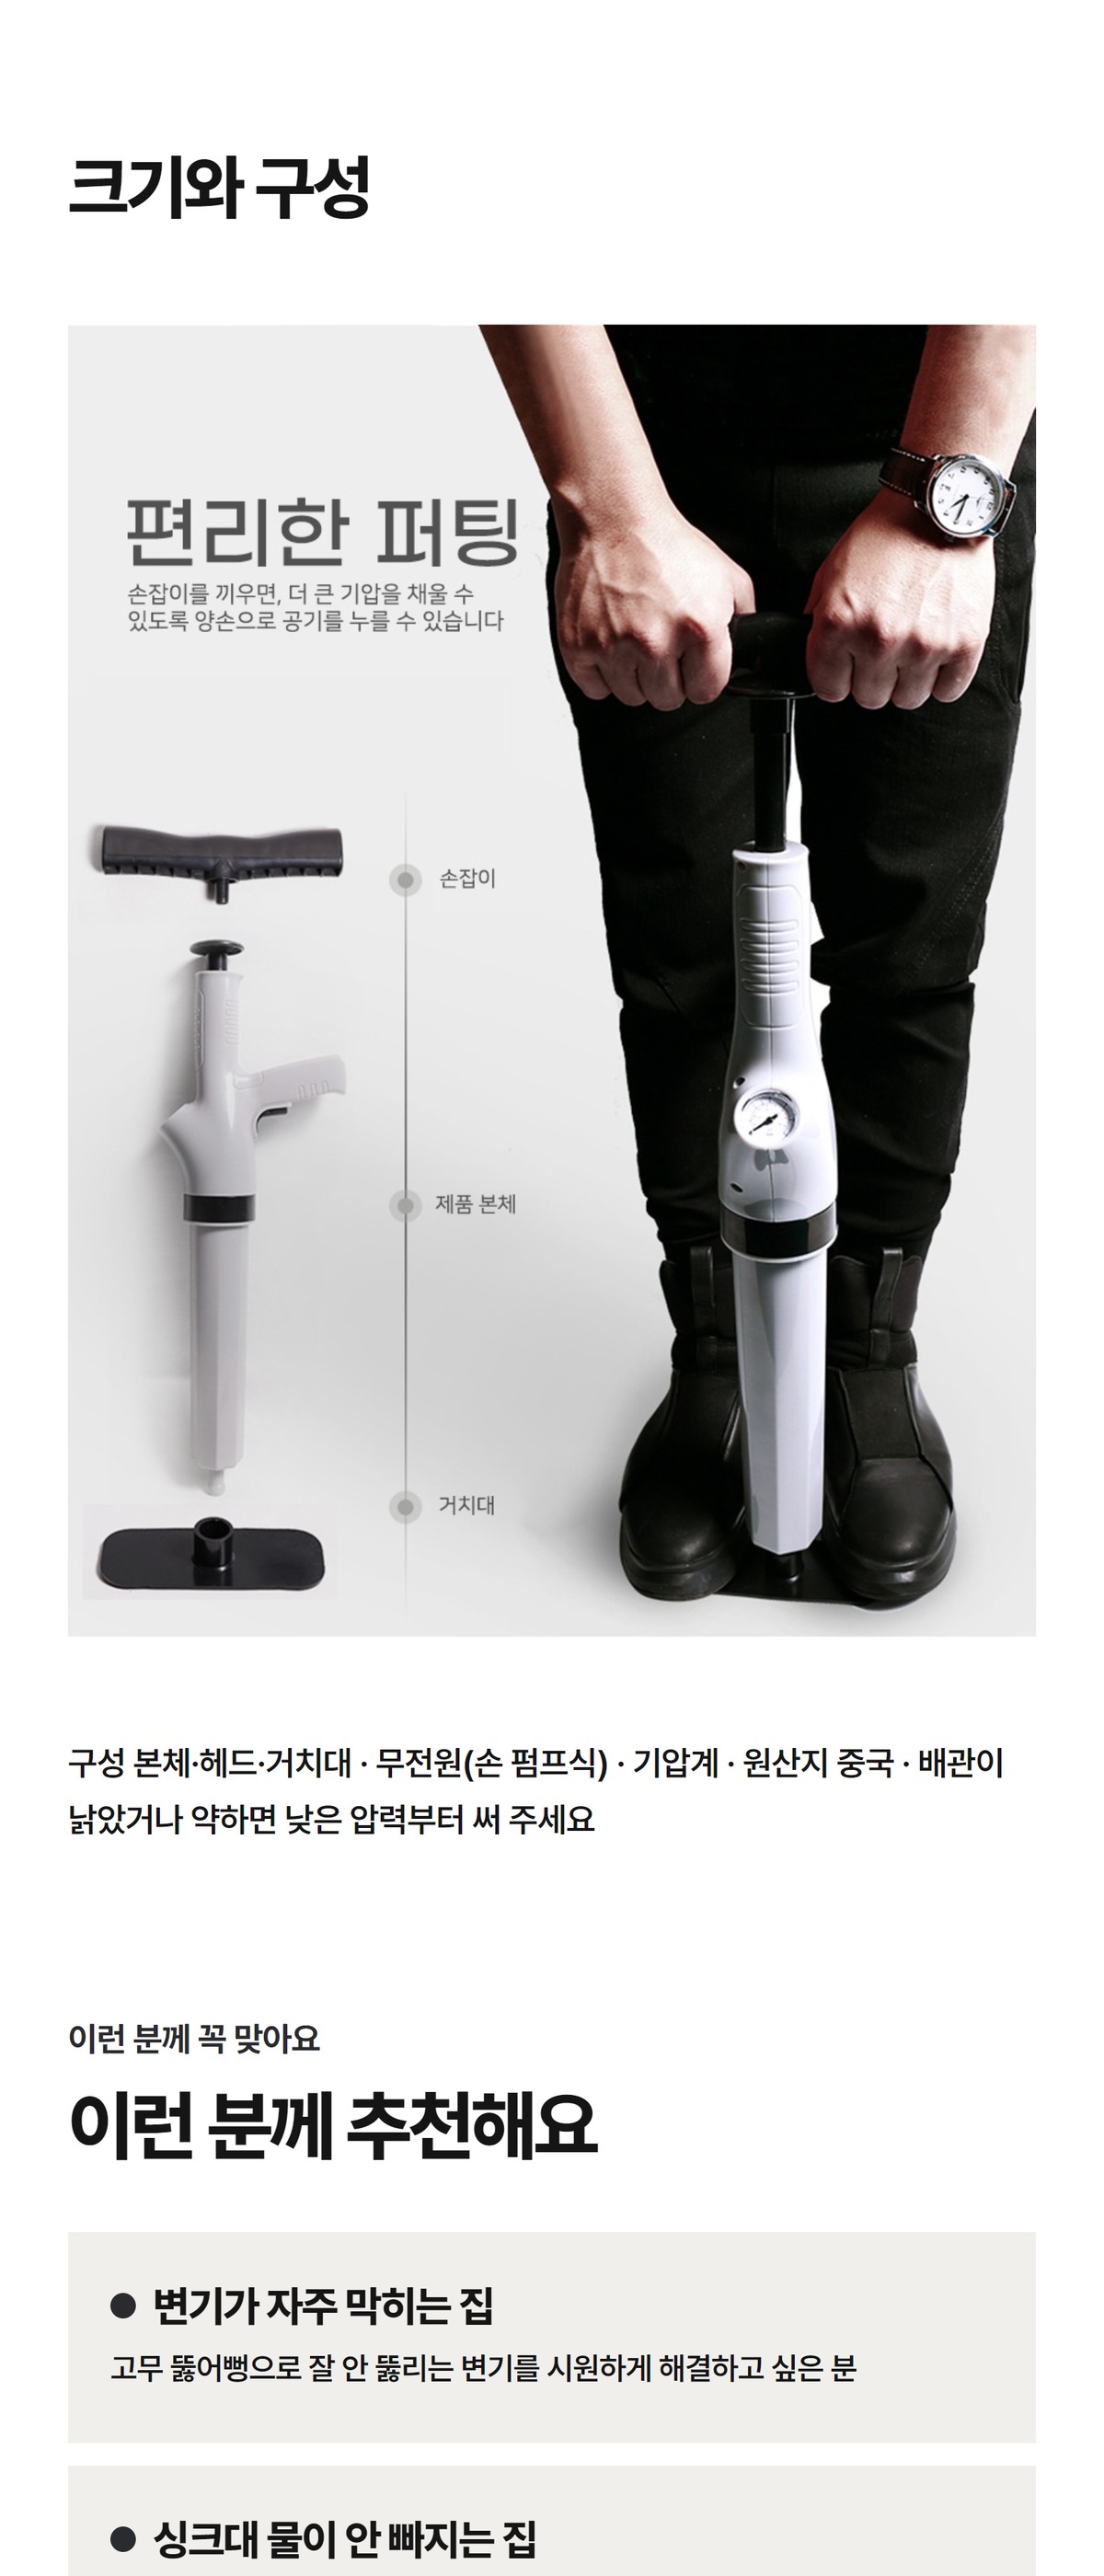 크기와 구성
편리한 퍼팅
손잡이를 끼우면, 더 큰 기압을 채울 수
있도록 양손으로 공기를 누를 수 있습니다
손잡이
제품 본체
거치대
구성 본체·헤드·거치대 · 무전원(손 펌프식) · 기압계 · 원산지 중국 · 배관이
낡았거나 약하면 낮은 압력부터 써 주세요
이런 분께 꼭 맞아요
이런 분께 추천해요
● 변기가 자주 막히는 집
고무 뚫어뻥으로 잘 안 뚫리는 변기를 시원하게 해결하고 싶은 분
● 싱크대 물이 안 빠지는 집